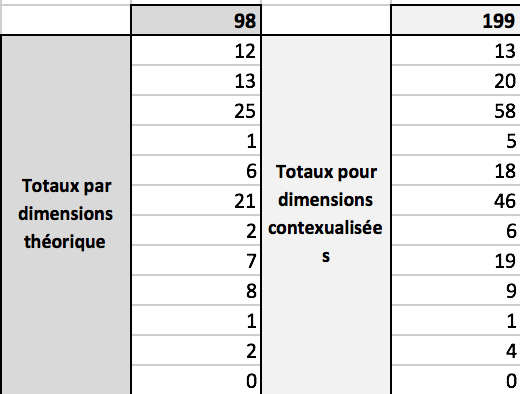 98 199
12 13
13 20
25 58
1 5
6 18
21 46
2 6
7 19
8 9
1 1
2 4
0 0
Totaux par
dimensions
théorique
Totaux pour
dimensions
contexualisée
s